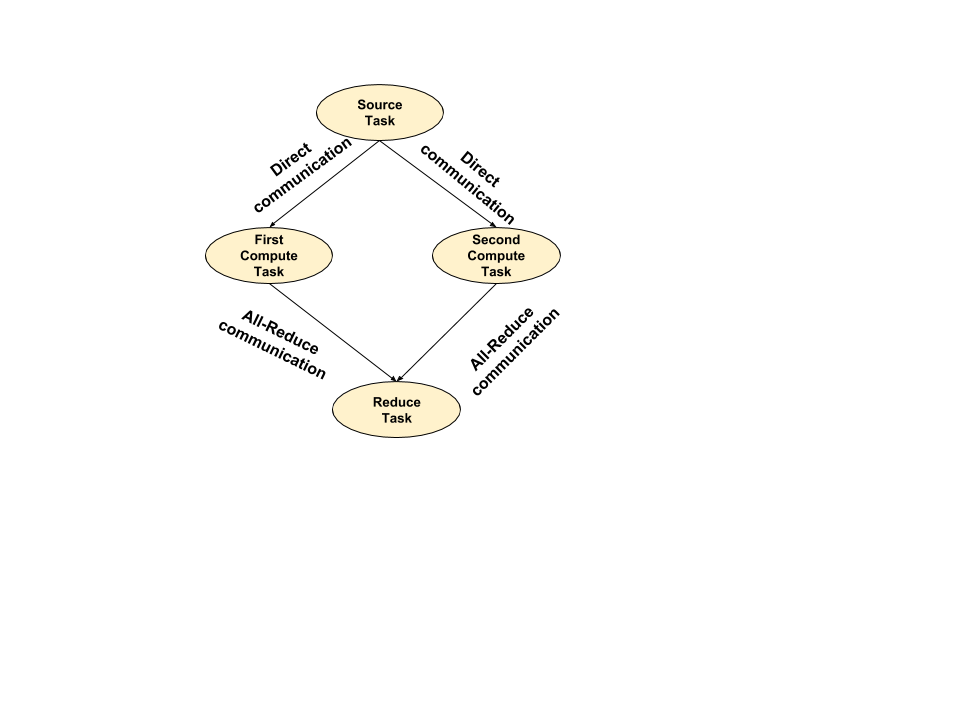 Source
Task
Direct
communication
Direct
communication
First
Compute
Task
Second
Compute
Task
All-Reduce
communication
All-Reduce
communication
Reduce
Task